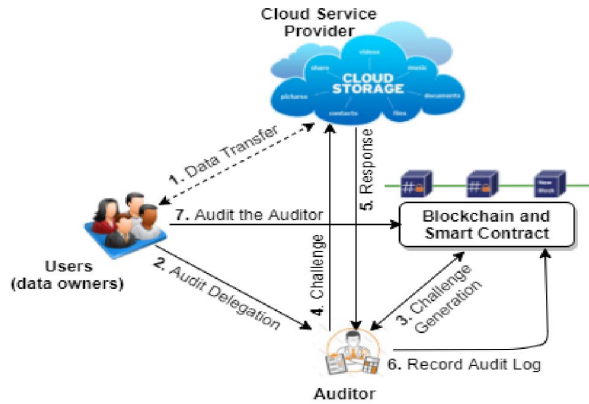 Cloud Service
Provider
videos
share
music
CLOUD
STORAGE
pictures
documents
contacts
files
1. Data Transfer
5. Response
#
#
New
Block
7. Audit the Auditor
Blockchain and
Smart Contract
Users
(data owners)
2. Audit Delegation
4. Challenge
3. Challenge
Generation
6. Record Audit Log
Auditor